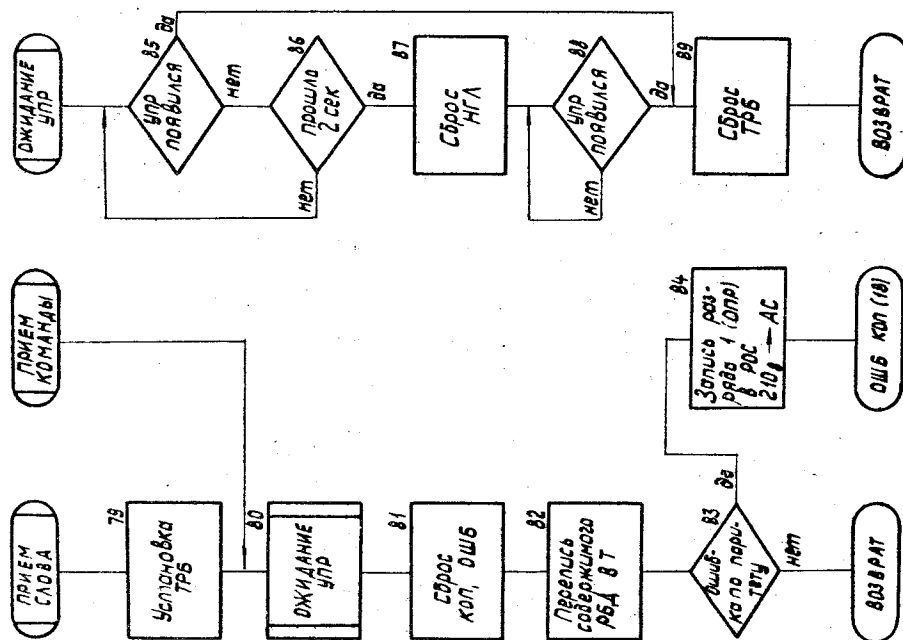 ПРИЕМ
СЛОВА
79
Установка
ТРБ
80
ОЖИДАНИЕ
УПР
81
Сброс
КОП, ОШБ
82
Перепись
содержимого
РБД В Т
83
Ошиб-
ка по пари-
тету
да
нет
ВОЗВРАТ
ПРИЕМ
КОМАНДЫ
84
Запись раз-
ряда 1 (ОПР)
в РОС
210₈ ← АС
ОШБ КОП (18)
ОЖИДАНИЕ
УПР
85
УПР
появился
да
нет
86
прошло
2 сек
нет
да
87
Сброс
НГЛ
88
УПР
появился
нет
да
89
Сброс
ТРБ
ВОЗВРАТ